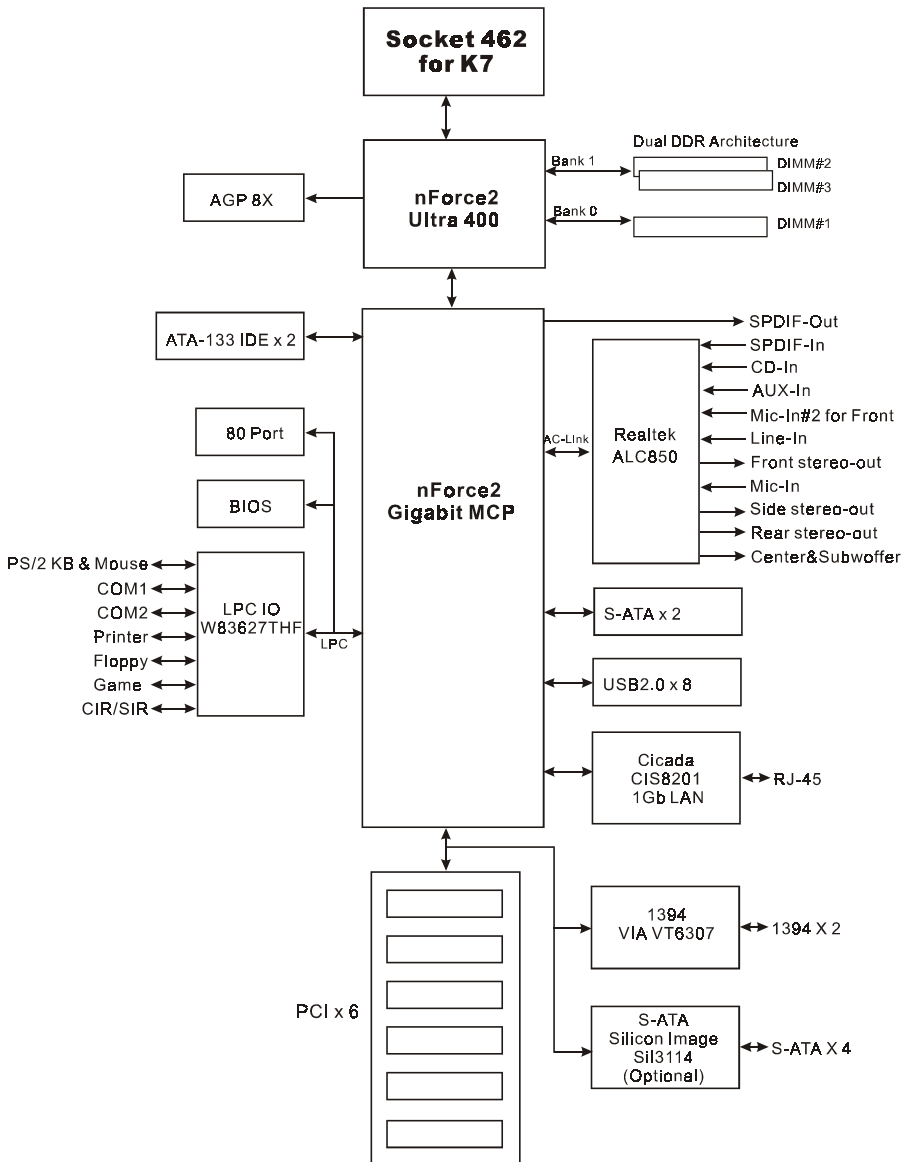 Socket 462
for K7
nForce2
Ultra 400
AGP 8X
Bank 1
Bank 0
Dual DDR Architecture
DIMM#2
DIMM#3
DIMM#1
ATA-133 IDE x 2
80 Port
BIOS
nForce2
Gigabit MCP
AC-Link
Realtek
ALC850
SPDIF-Out
SPDIF-In
CD-In
AUX-In
Mic-In#2 for Front
Line-In
Front stereo-out
Mic-In
Side stereo-out
Rear stereo-out
Center&Subwoffer
PS/2 KB & Mouse
COM1
COM2
Printer
Floppy
Game
CIR/SIR
LPC IO
W83627THF
LPC
S-ATA x 2
USB2.0 x 8
Cicada
CIS8201
1Gb LAN
RJ-45
PCI x 6
1394
VIA VT6307
1394 X 2
S-ATA
Silicon Image
SiI3114
(Optional)
S-ATA X 4